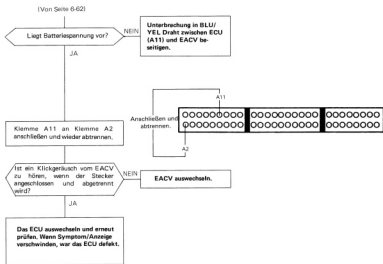 (Von Seite 6-62)
Liegt Batteriespannung vor?
NEIN
Unterbrechung in BLU/
YEL Draht zwischen ECU
(A11) und EACV be-
seitigen.
JA
A11
Anschließen und
abtrennen.
A2
Klemme A11 an Klemme A2
anschließen und wieder abtrennen.
Ist ein Klickgeräusch vom EACV
zu hören, wenn der Stecker
angeschlossen und abgetrennt
wird?
NEIN
EACV auswechseln.
JA
Das ECU auswechseln und erneut
prüfen. Wenn Symptom/Anzeige
verschwinden, war das ECU defekt.